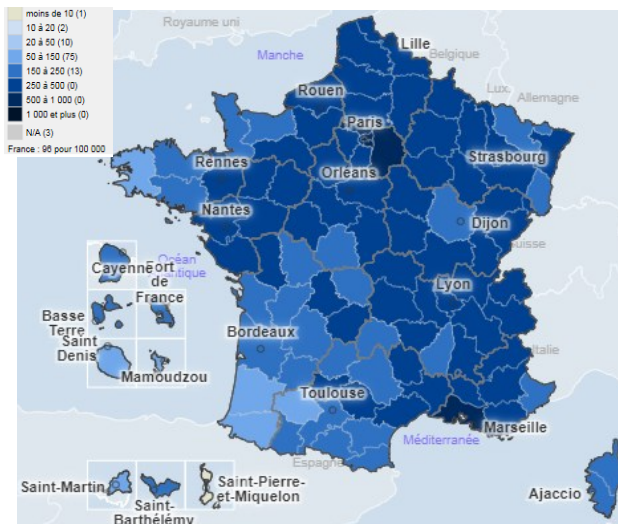 moins de 10 (1)
10 à 20 (2)
20 à 50 (10)
50 à 150 (75)
150 à 250 (13)
250 à 500 (0)
500 à 1 000 (0)
1 000 et plus (0)
N/A (3)
France : 96 pour 100 000
Royaume uni
Lille
Belgique
Manche
Lux.
Allemagne
Rouen
Paris
Rennes
Strasbourg
Orléans
Nantes
Dijon
Suisse
Océan
Atlantique
Cayenne
Fort
de
France
Lyon
Basse
Terre
Bordeaux
Italie
Saint
Denis
Mamoudzou
Toulouse
Marseille
Méditerranée
Espagne
Saint-Martin
Saint-Pierre-
et-Miquelon
Saint-
Barthélémy
Ajaccio